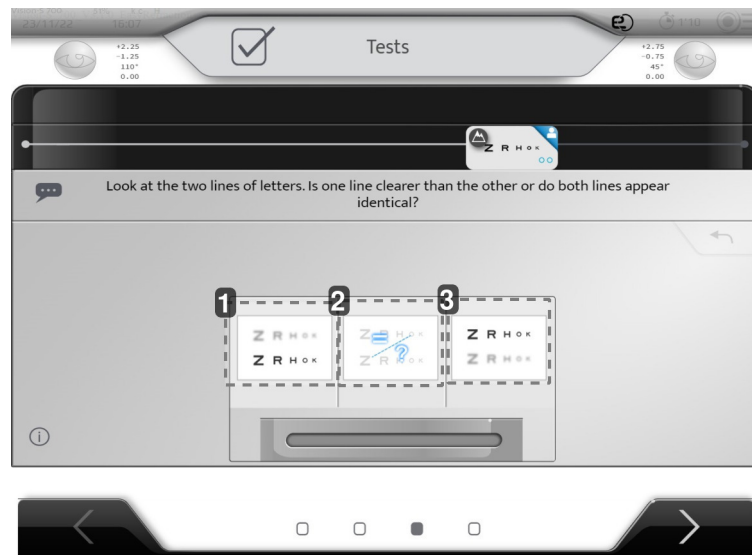 23/11/22 16:07
Tests
1'10
+2.25
-1.25
110°
0.00
+2.75
-0.75
45°
0.00
Z R H O K
Look at the two lines of letters. Is one line clearer than the other or do both lines appear
identical?
1 2 3
Z R H O K
Z R H O K
Z R H O K
Z R H O K
Z R H O K
Z R H O K